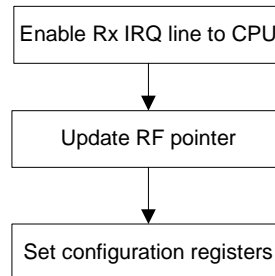 Enable Rx IRQ line to CPU
Update RF pointer
Set configuration registers